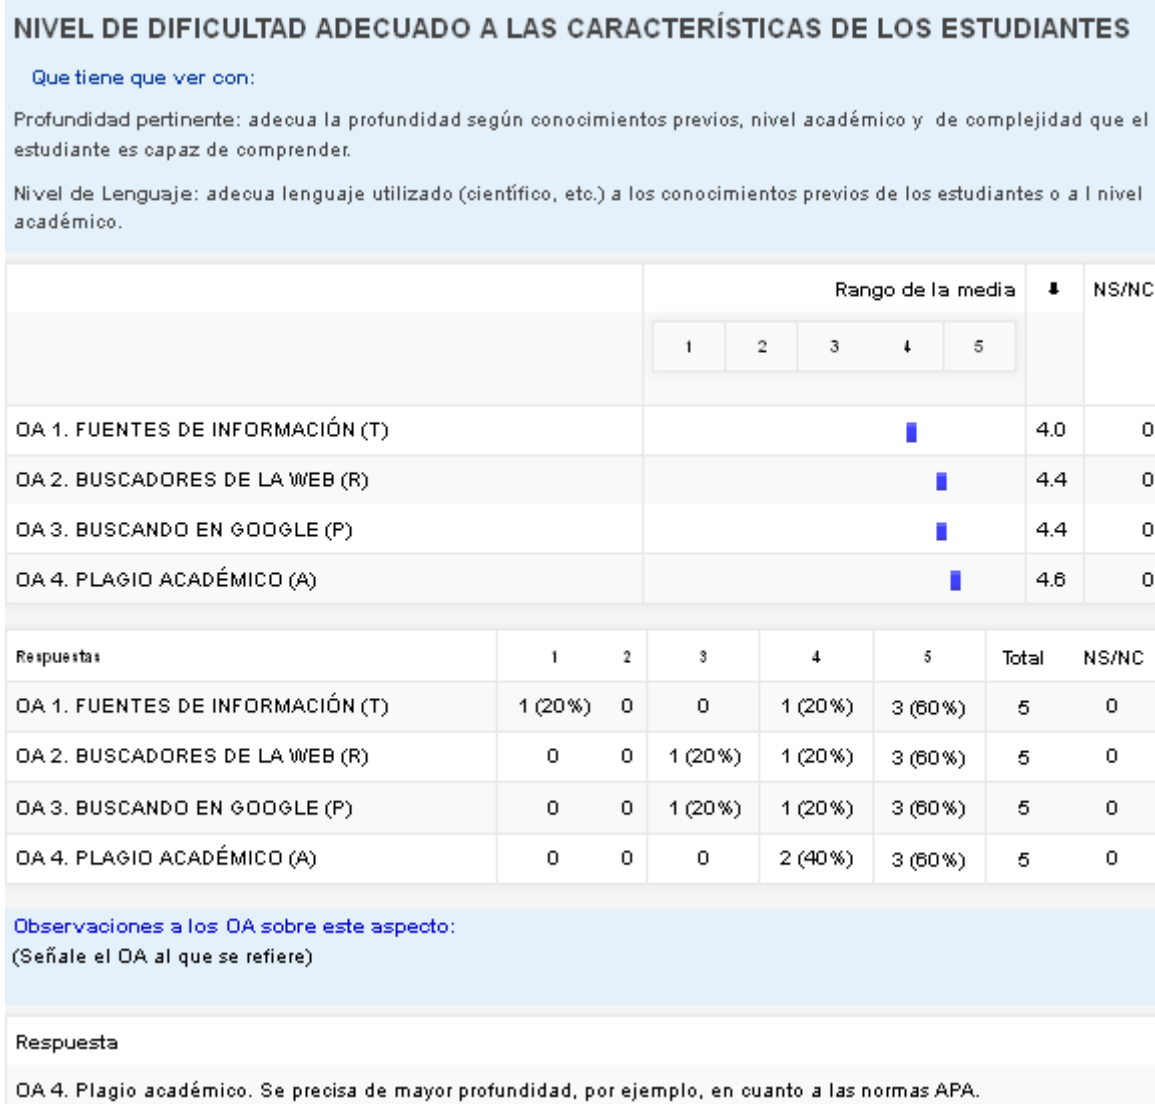 NIVEL DE DIFICULTAD ADECUADO A LAS CARACTERÍSTICAS DE LOS ESTUDIANTES
Que tiene que ver con:
Profundidad pertinente: adecua la profundidad según conocimientos previos, nivel académico y de complejidad que el
estudiante es capaz de comprender.
Nivel de Lenguaje: adecua lenguaje utilizado (científico, etc.) a los conocimientos previos de los estudiantes o a l nivel
académico.
Rango de la media ⬇ NS/NC
1 2 3 4 5
OA 1. FUENTES DE INFORMACIÓN (T) 4.0 0
OA 2. BUSCADORES DE LA WEB (R) 4.4 0
OA 3. BUSCANDO EN GOOGLE (P) 4.4 0
OA 4. PLAGIO ACADÉMICO (A) 4.6 0
Respuestas 1 2 3 4 5 Total NS/NC
OA 1. FUENTES DE INFORMACIÓN (T) 1 (20%) 0 0 1 (20%) 3 (60%) 5 0
OA 2. BUSCADORES DE LA WEB (R) 0 0 1 (20%) 1 (20%) 3 (60%) 5 0
OA 3. BUSCANDO EN GOOGLE (P) 0 0 1 (20%) 1 (20%) 3 (60%) 5 0
OA 4. PLAGIO ACADÉMICO (A) 0 0 0 2 (40%) 3 (60%) 5 0
Observaciones a los OA sobre este aspecto:
(Señale el OA al que se refiere)
Respuesta
OA 4. Plagio académico. Se precisa de mayor profundidad, por ejemplo, en cuanto a las normas APA.